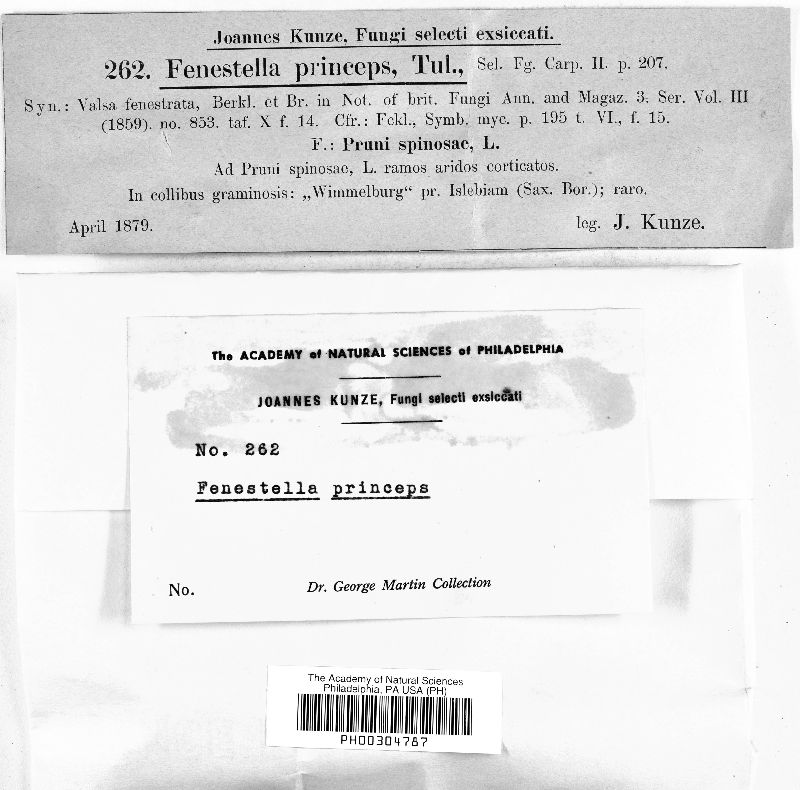 Joannes Kunze, Fungi selecti exsiccati.
262. Fenestella princeps, Tul., Sel. Fg. Carp. II. p. 207.
Syn.: Valsa fenestrata, Berkl. et Br. in Not. of brit. Fungi Ann. and Magaz. 3. Ser. Vol. III
(1859). no. 853. taf. X f. 14. Cfr.: Fckl., Symb. myc. p. 195 t. VI., f. 15.
F.: Pruni spinosae, L.
Ad Pruni spinosae, L. ramos aridos corticatos.
In collibus graminosis: „Wimmelburg“ pr. Islebiam (Sax. Bor.); raro.
April 1879. leg. J. Kunze.
The ACADEMY of NATURAL SCIENCES of PHILADELPHIA
JOANNES KUNZE, Fungi selecti exsiccati
No. 262
Fenestella princeps
No. Dr. George Martin Collection
The Academy of Natural Sciences
Philadelphia, PA USA (PH)
PH00304787